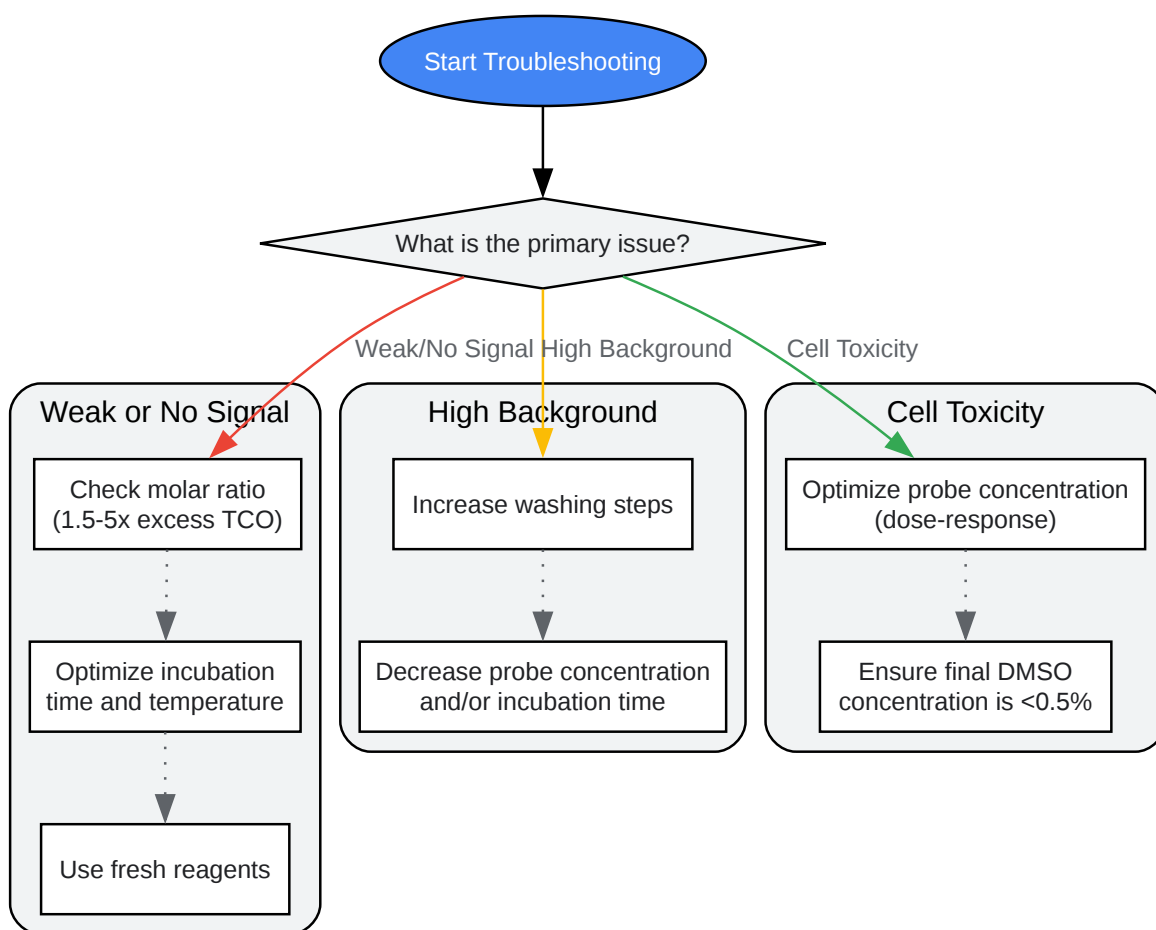 Start Troubleshooting
What is the primary issue?
Weak/No Signal
High Background
Cell Toxicity
Weak or No Signal
Check molar ratio
(1.5-5x excess TCO)
Optimize incubation
time and temperature
Use fresh reagents
High Background
Increase washing steps
Decrease probe concentration
and/or incubation time
Cell Toxicity
Optimize probe concentration
(dose-response)
Ensure final DMSO
concentration is <0.5%